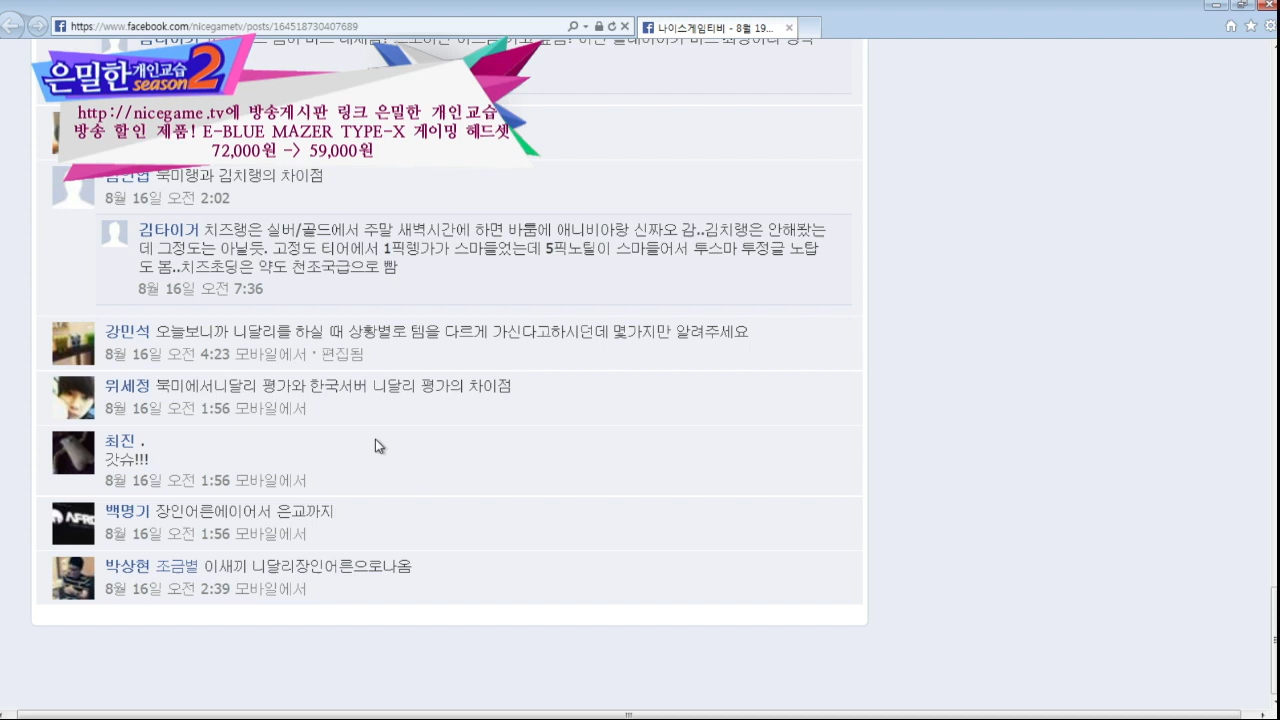 https://www.facebook.com/nicegametv/posts/164518730407689
나이스게임티비 - 8월 19...
은밀한 개인교습 season 2
http://nicegame.tv에 방송게시판 링크 은밀한 개인교습
방송 할인 제품! E-BLUE MAZER TYPE-X 게이밍 헤드셋
72,000원 -> 59,000원
북미랭과 김치랭의 차이점
8월 16일 오전 2:02
김타이거 치즈랭은 실버/골드에서 주말 새벽시간에 하면 바룸에 애니비아랑 신짜오 감..김치랭은 안해봤는
데 그정도는 아닐듯. 고정도 티어에서 1픽렝가가 스마들었는데 5픽노틸이 스마들어서 투스마 투정글 노탑
도 봄..치즈초딩은 약도 천조국급으로 빰
8월 16일 오전 7:36
강민석 오늘보니까 니달리를 하실 때 상황별로 템을 다르게 가신다고하시던데 몇가지만 알려주세요
8월 16일 오전 4:23 모바일에서 · 편집됨
위세정 북미에서니달리 평가와 한국서버 니달리 평가의 차이점
8월 16일 오전 1:56 모바일에서
최진 .
갓슈!!!
8월 16일 오전 1:56 모바일에서
백명기 장인어른에이어서 은교까지
8월 16일 오전 1:56 모바일에서
박상현 조금별 이새끼 니달리장인어른으로나옴
8월 16일 오전 2:39 모바일에서